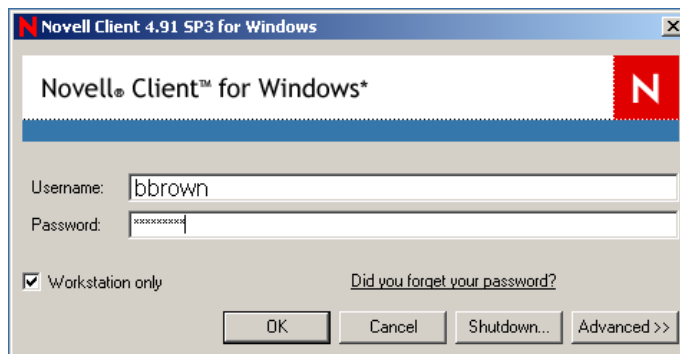 Novell Client 4.91 SP3 for Windows
Novell® Client™ for Windows*
N
Username: bbrown
Password: *********
Workstation only
Did you forget your password?
OK Cancel Shutdown... Advanced >>